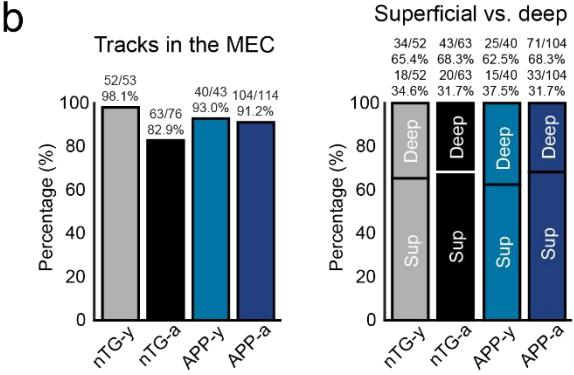 b
Tracks in the MEC
52/53
98.1%
63/76
82.9%
40/43
93.0%
104/114
91.2%
Percentage (%)
100
80
60
40
20
0
nTG-y
nTG-a
APP-y
APP-a
Superficial vs. deep
34/52 43/63 25/40 71/104
65.4% 68.3% 62.5% 68.3%
18/52 20/63 15/40 33/104
34.6% 31.7% 37.5% 31.7%
Percentage (%)
100
80
60
40
20
0
Deep
Deep
Deep
Deep
Sup
Sup
Sup
Sup
nTG-y
nTG-a
APP-y
APP-a